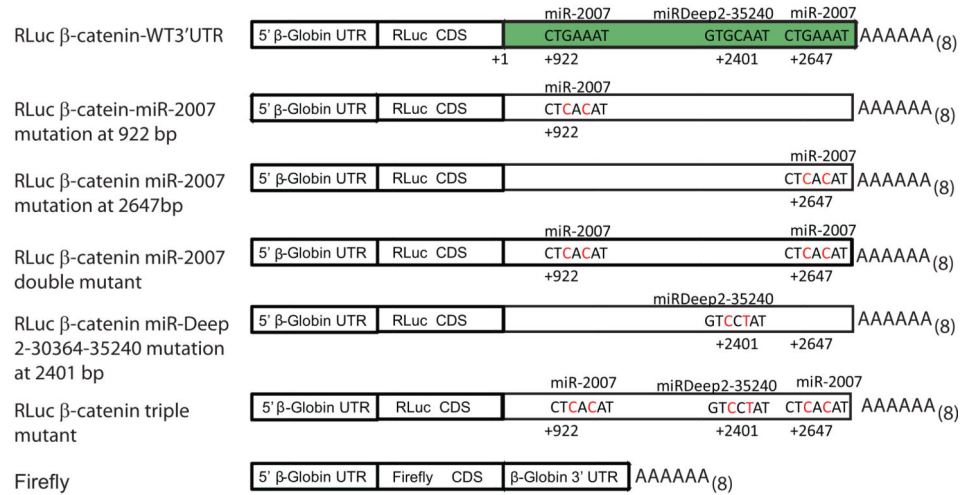 miR-2007 miRDeep2-35240 miR-2007
RLuc β-catenin-WT3'UTR 5' β-Globin UTR RLuc CDS CTGAAAT GTGCAAT CTGAAAT AAAAAA (8)
+1 +922 +2401 +2647
miR-2007
RLuc β-catein-miR-2007 5' β-Globin UTR RLuc CDS CTCACAT AAAAAA (8)
mutation at 922 bp +922
miR-2007
RLuc β-catenin miR-2007 5' β-Globin UTR RLuc CDS CTCACAT AAAAAA (8)
mutation at 2647bp +2647
miR-2007 miR-2007
RLuc β-catenin miR-2007 5' β-Globin UTR RLuc CDS CTCACAT CTCACAT AAAAAA (8)
double mutant +922 +2647
miRDeep2-35240
RLuc β-catenin miR-Deep 5' β-Globin UTR RLuc CDS GTCCTAT AAAAAA (8)
2-30364-35240 mutation +2401 +2647
at 2401 bp
miR-2007 miRDeep2-35240 miR-2007
RLuc β-catenin triple 5' β-Globin UTR RLuc CDS CTCACAT GTCCTAT CTCACAT AAAAAA (8)
mutant +922 +2401 +2647
Firefly 5' β-Globin UTR Firefly CDS β-Globin 3' UTR AAAAAA (8)